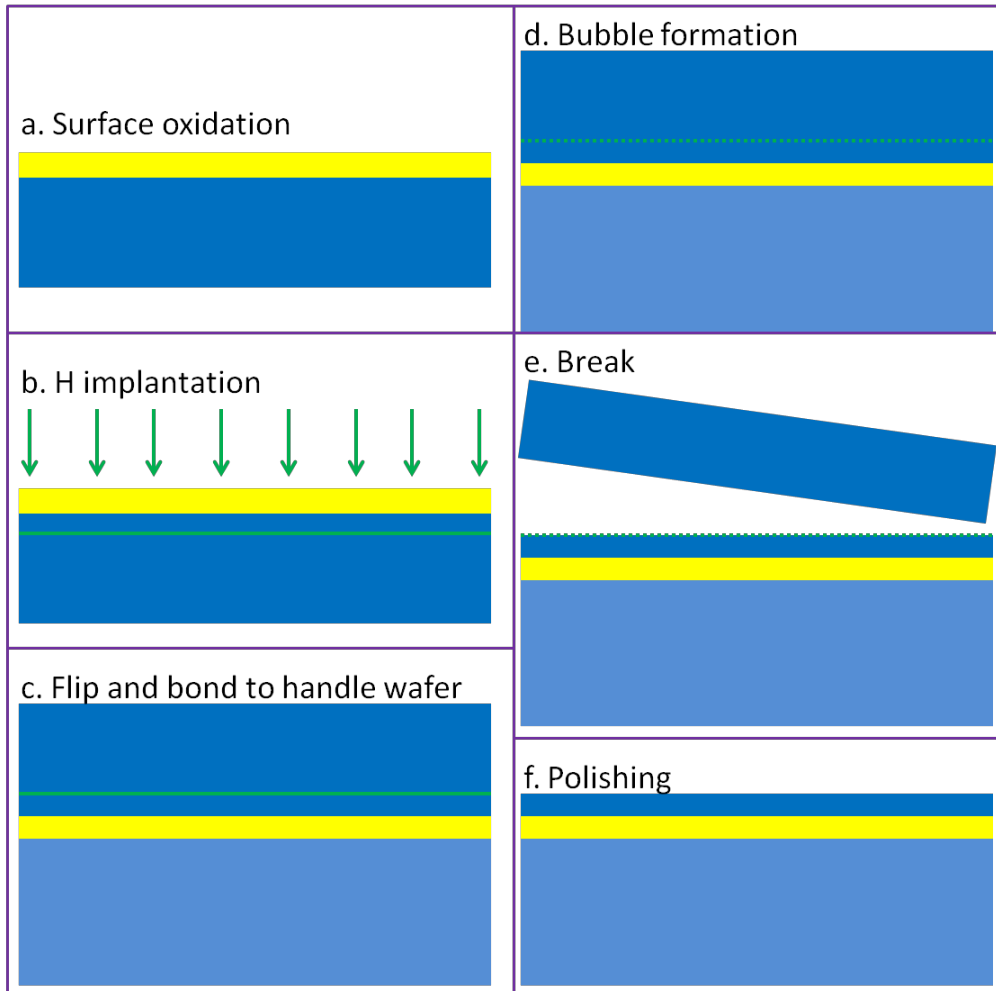 a. Surface oxidation
b. H implantation
c. Flip and bond to handle wafer
d. Bubble formation
e. Break
f. Polishing